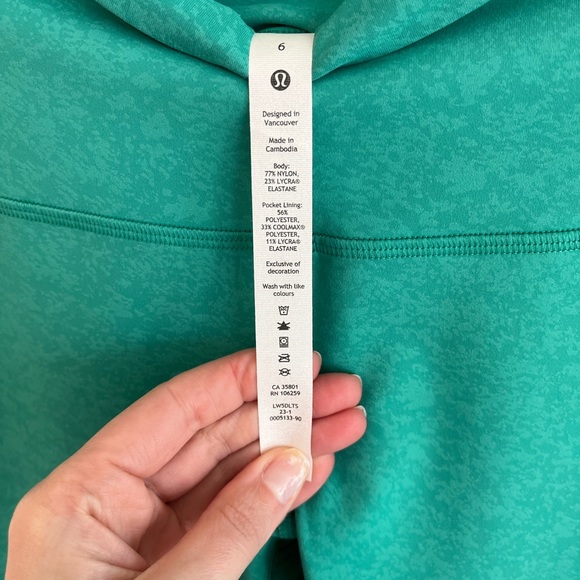 6
Designed in
Vancouver
Made in
Cambodia
Body:
77% NYLON,
23% LYCRA®
ELASTANE
Pocket Lining:
56%
POLYESTER,
33% COOLMAX®
POLYESTER,
11% LYCRA®
ELASTANE
Exclusive of
decoration
Wash with like
colours
CA 35801
RN 106259
LW5DLTS
23-1
0005133-90